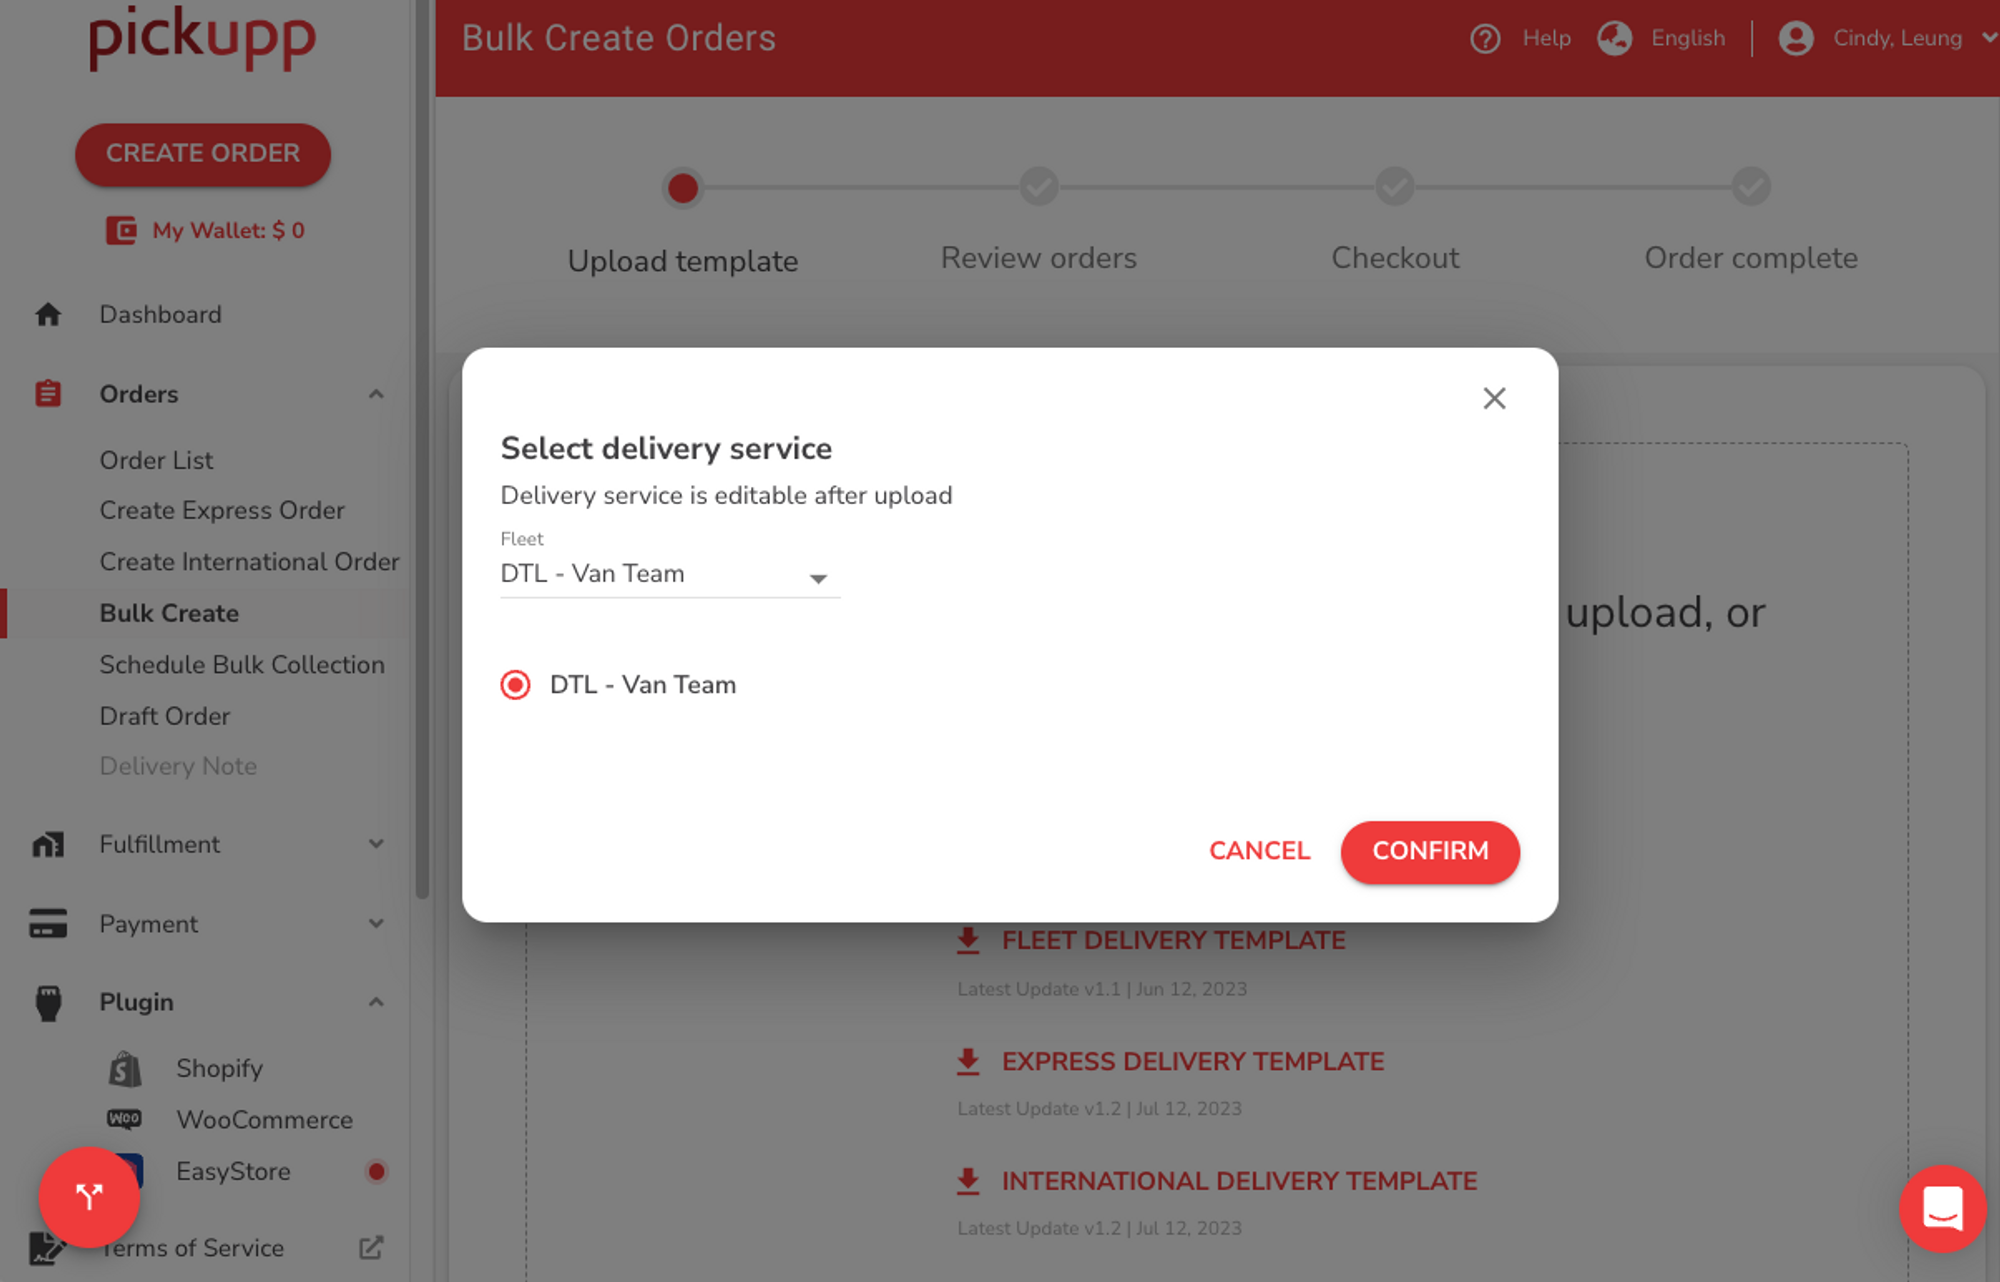 pickupp
Bulk Create Orders
Help
English
Cindy, Leung
CREATE ORDER
My Wallet: $ 0
Dashboard
Orders
Order List
Create Express Order
Create International Order
Bulk Create
Schedule Bulk Collection
Draft Order
Delivery Note
Fulfillment
Payment
Plugin
Shopify
WOO
WooCommerce
EasyStore
Terms of Service
Upload template
Review orders
Checkout
Order complete
Select delivery service
Delivery service is editable after upload
Fleet
DTL - Van Team
DTL - Van Team
CANCEL
CONFIRM
upload, or
FLEET DELIVERY TEMPLATE
Latest Update v1.1 | Jun 12, 2023
EXPRESS DELIVERY TEMPLATE
Latest Update v1.2 | Jul 12, 2023
INTERNATIONAL DELIVERY TEMPLATE
Latest Update v1.2 | Jul 12, 2023